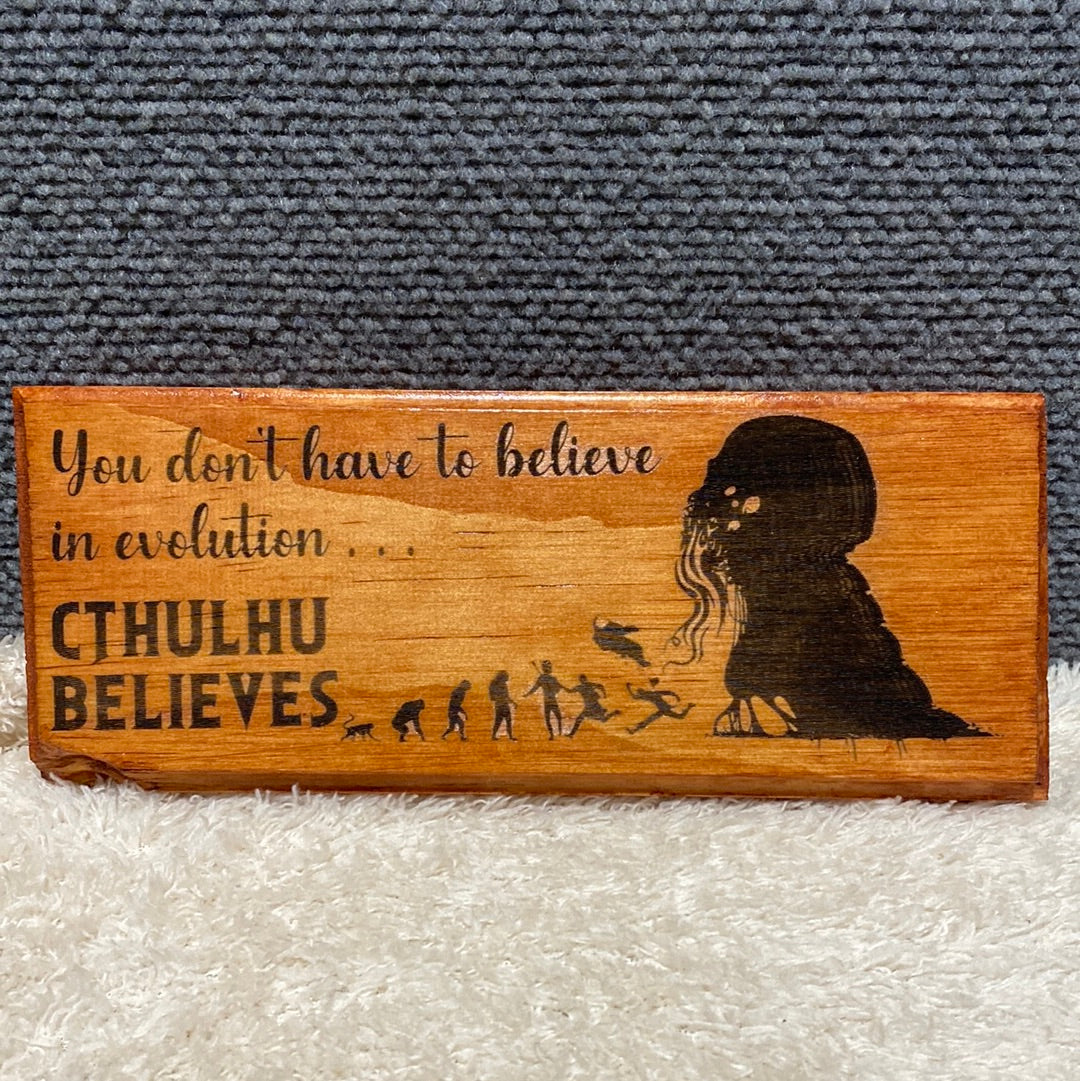 You don't have to believe
in evolution . . .
CTHULHU
BELIEVES